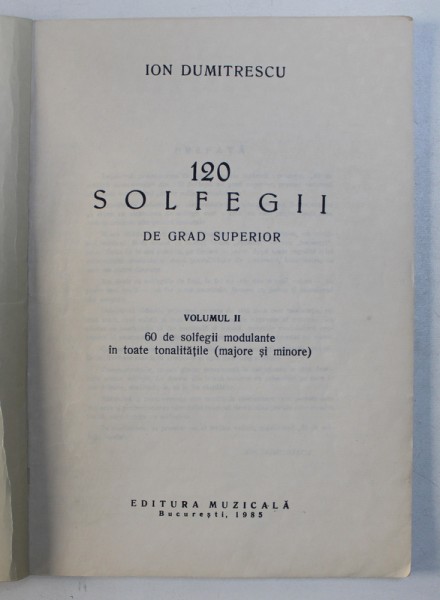 ION DUMITRESCU
120
SOLFEGII
DE GRAD SUPERIOR
VOLUMUL II
60 de solfegii modulante
în toate tonalitățile (majore și minore)
EDITURA MUZICALĂ
București, 1985